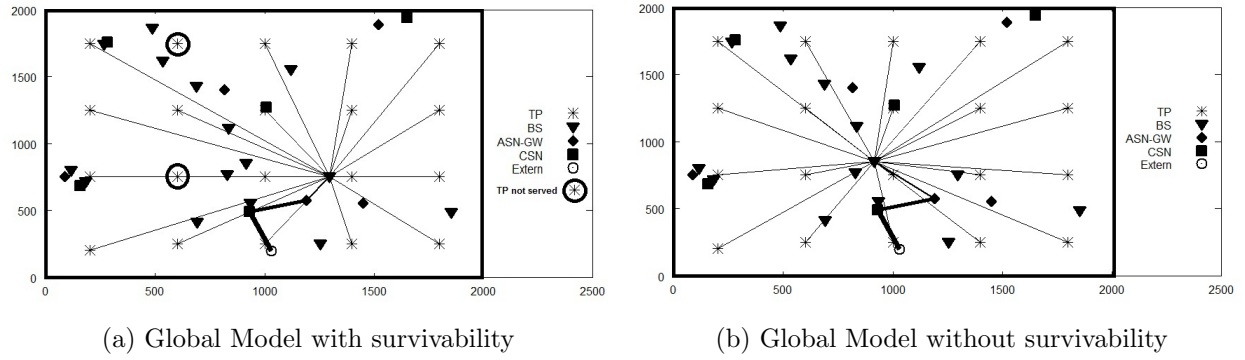 2000
1500
1000
500
0
0 500 1000 1500 2000 2500
TP
BS
ASN-GW
CSN
Extern
TP not served
(a) Global Model with survivability
2000
1500
1000
500
0
0 500 1000 1500 2000 2500
TP
BS
ASN-GW
CSN
Extern
(b) Global Model without survivability